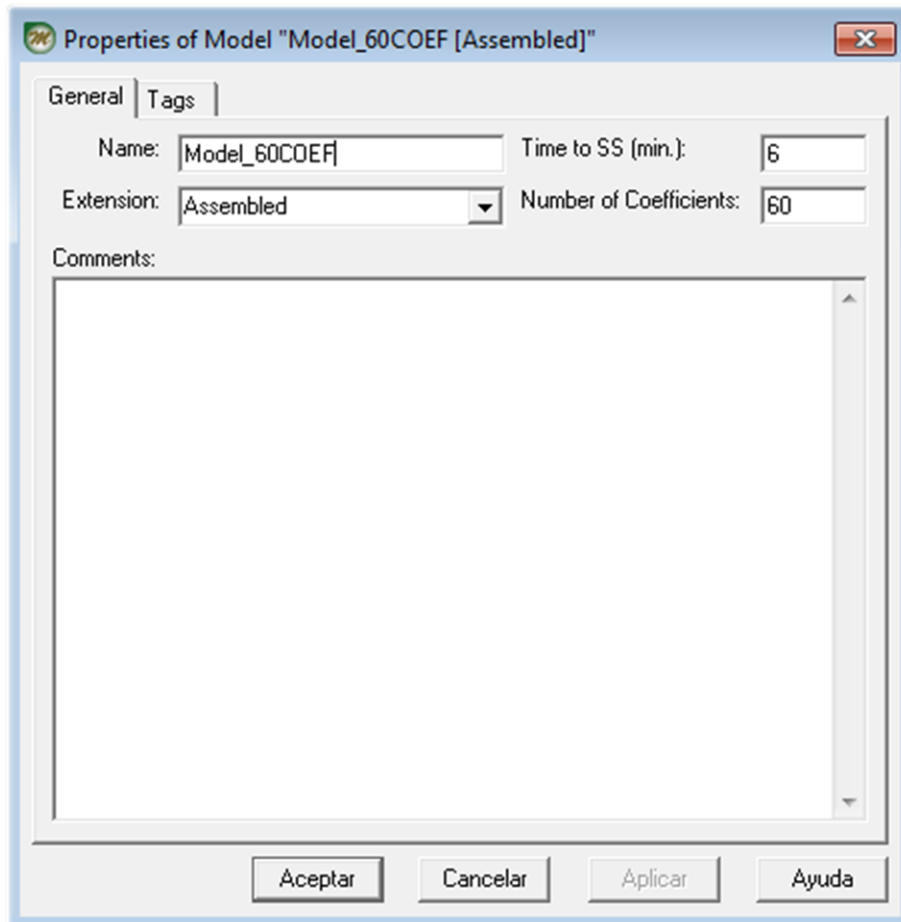 Properties of Model "Model_60COEF [Assembled]"
General Tags
Name: Model_60COEF Time to SS (min.): 6
Extension: Assembled Number of Coefficients: 60
Comments:
Aceptar Cancelar Aplicar Ayuda